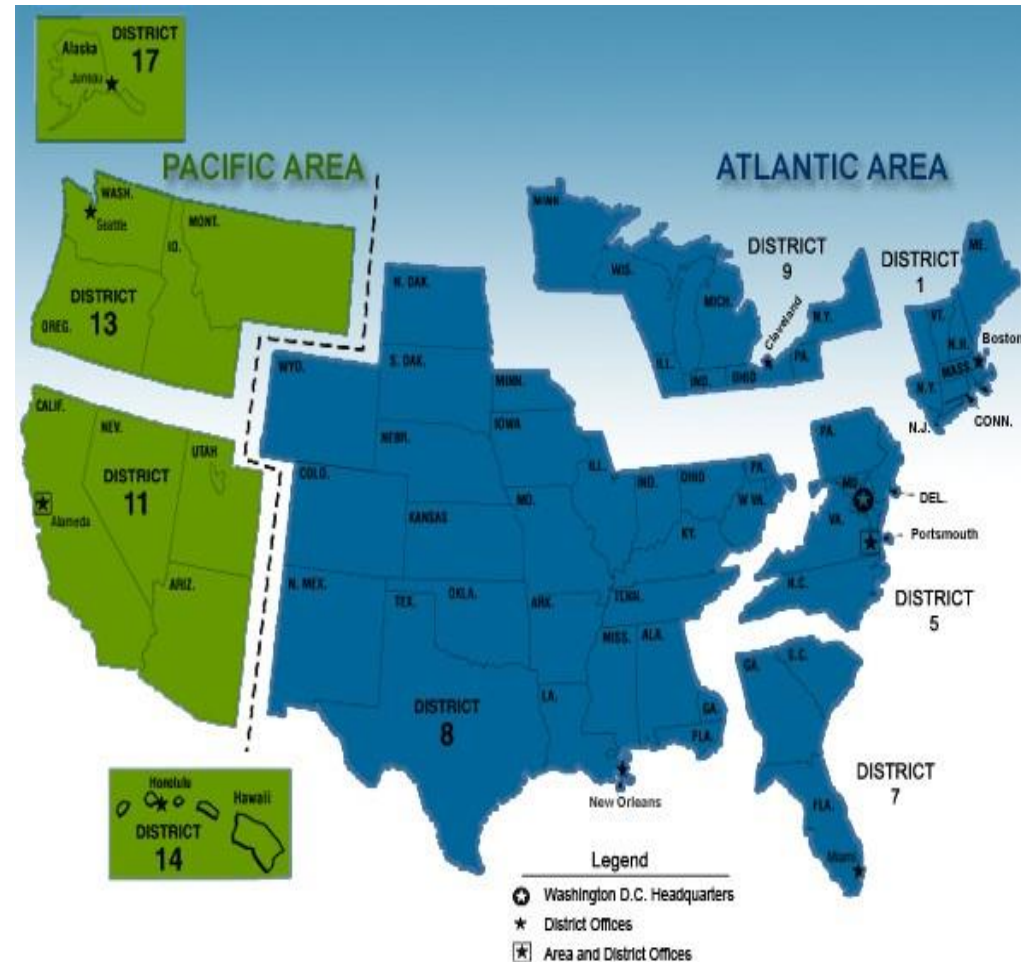 DISTRICT
17
Alaska
Juneau
PACIFIC AREA
ATLANTIC AREA
WASH.
Seattle
ID.
MONT.
DISTRICT
13
OREG.
MINN.
WIS.
MICH.
DISTRICT
9
Cleveland
N.Y.
ILL.
IND.
OHIO
PA.
DISTRICT
1
ME.
VT.
N.H.
Boston
MASS.
N.Y.
N.J.
CONN.
N. DAK.
S. DAK.
WYO.
MINN.
IOWA
NEBR.
CALIF.
NEV.
UTAH
DISTRICT
11
Alameda
ARIZ.
COLO.
KANSAS
MO.
ILL.
IND.
OHIO
PA.
W VA.
KY.
N. MEX.
TEX.
OKLA.
ARK.
TENN.
MISS.
ALA.
LA.
GA.
FLA.
DISTRICT
8
New Orleans
PA.
MD.
DEL.
VA.
Portsmouth
N.C.
DISTRICT
5
GA.
S.C.
FLA.
Miami
DISTRICT
7
Honolulu
Hawaii
DISTRICT
14
Legend
Washington D.C. Headquarters
District Offices
Area and District Offices